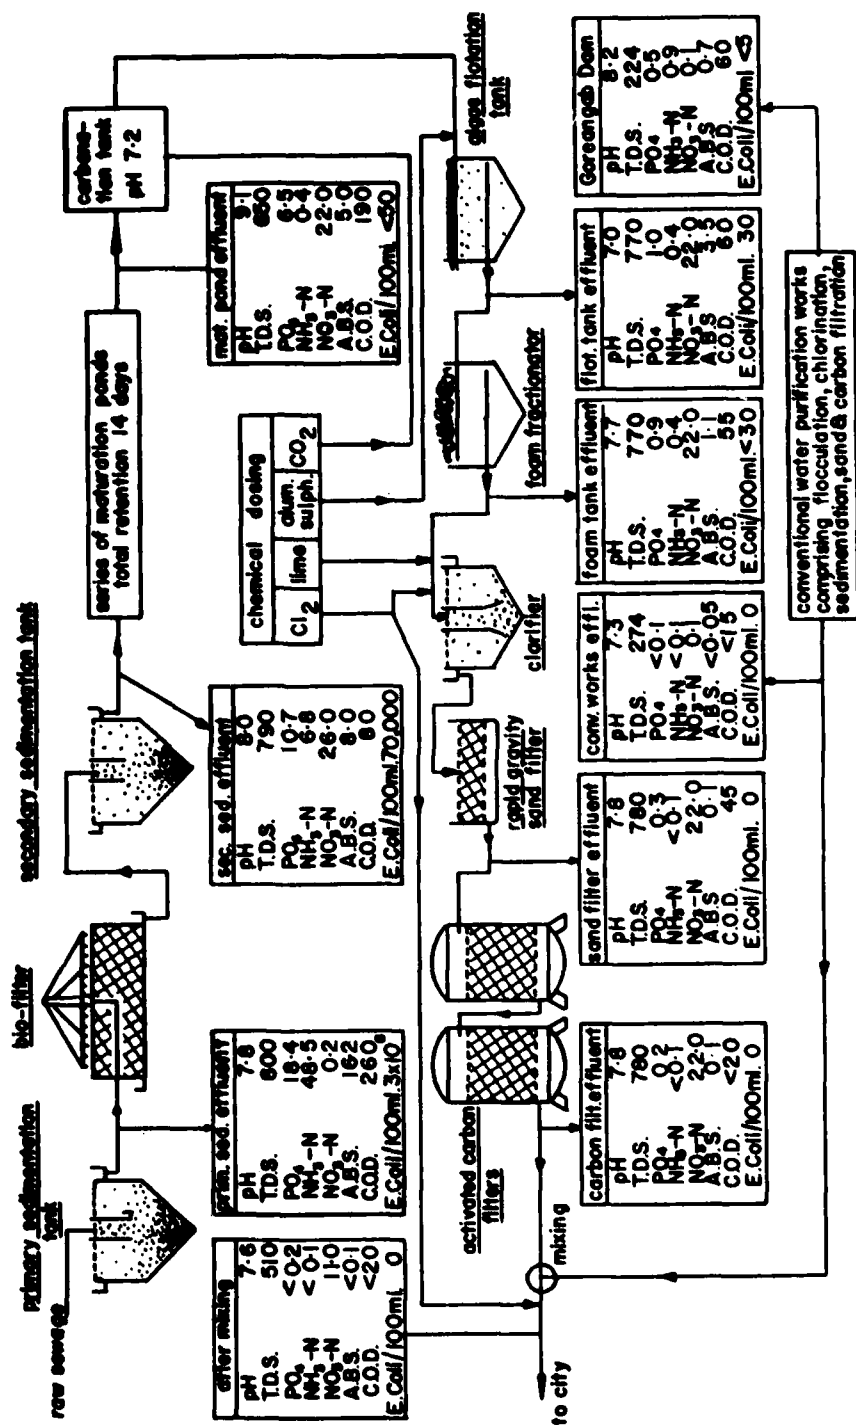 raw sewage
primary sedimentation
tank
bio-filter
secondary sedimentation tank
series of maturation ponds
total retention 14 days
carbona-
tion tank
pH 7·2
after mixing
pH 7·6
T.D.S. 510
PO₄ <0·2
NH₃-N <0·1
NO₃-N 11·0
A.B.S. <0·1
C.O.D. <20
E.Coli/100ml. 0
prim. sed. effluent
pH 7·8
T.D.S. 800
PO₄ 18·4
NH₃-N 48·5
NO₃-N 0·2
A.B.S. 16·2
C.O.D. 260
E.Coli/100ml. 3x10⁶
sec. sed. effluent
pH 8·0
T.D.S. 790
PO₄ 10·7
NH₃-N 6·8
NO₃-N 26·0
A.B.S. 8·0
C.O.D. 80
E.Coli/100ml. 70,000
chemical dosing
Cl₂
lime
alum.
sulph.
CO₂
mat. pond effluent
pH 9·1
T.D.S.
PO₄ 6·5
NH₃-N 0·4
NO₃-N 22·0
A.B.S. 5·0
C.O.D. 190
E.Coli/100ml. <50
activated carbon
filters
rapid gravity
sand filter
clarifier
foam fractionator
algae flotation
tank
to city
mixing
carbon filt. effluent
pH 7·8
T.D.S. 780
PO₄ 0·2
NH₃-N <0·1
NO₃-N 22·0
A.B.S. 0·1
C.O.D. <20
E.Coli/100ml. 0
sand filter effluent
pH 7·8
T.D.S. 780
PO₄ 0·3
NH₃-N <0·1
NO₃-N 22·0
A.B.S 0·1
C.O.D. 45
E.Coli/100ml. 0
conv. works effl.
pH 7·3
T.D.S. 274
PO₄ <0·1
NH₃-N <0·1
NO₃-N 0·1
A.B.S. <0·05
C.O.D. <15
E.Coli/100ml. 0
foam tank effluent
pH 7·7
T.D.S. 770
PO₄ 0·9
NH₃-N 0·4
NO₃-N 22·0
A.B.S. 1·1
C.O.D. 55
E.Coli/100ml. <30
flot. tank effluent
pH 7·0
T.D.S. 770
PO₄ 1·0
NH₃-N 0·4
NO₃-N 22·0
A.B.S. 3·5
C.O.D. 60
E.Coli/100ml. 30
Goreangab Dam
pH 8·2
T.D.S. 224
PO₄ 0·5
NH₃-N 0·9
NO₃-N 0·1
A.B.S. 0·7
C.O.D. 60
E.Coli/100ml <5
conventional water purification works
comprising flocculation, chlorination,
sedimentation, sand & carbon filtration